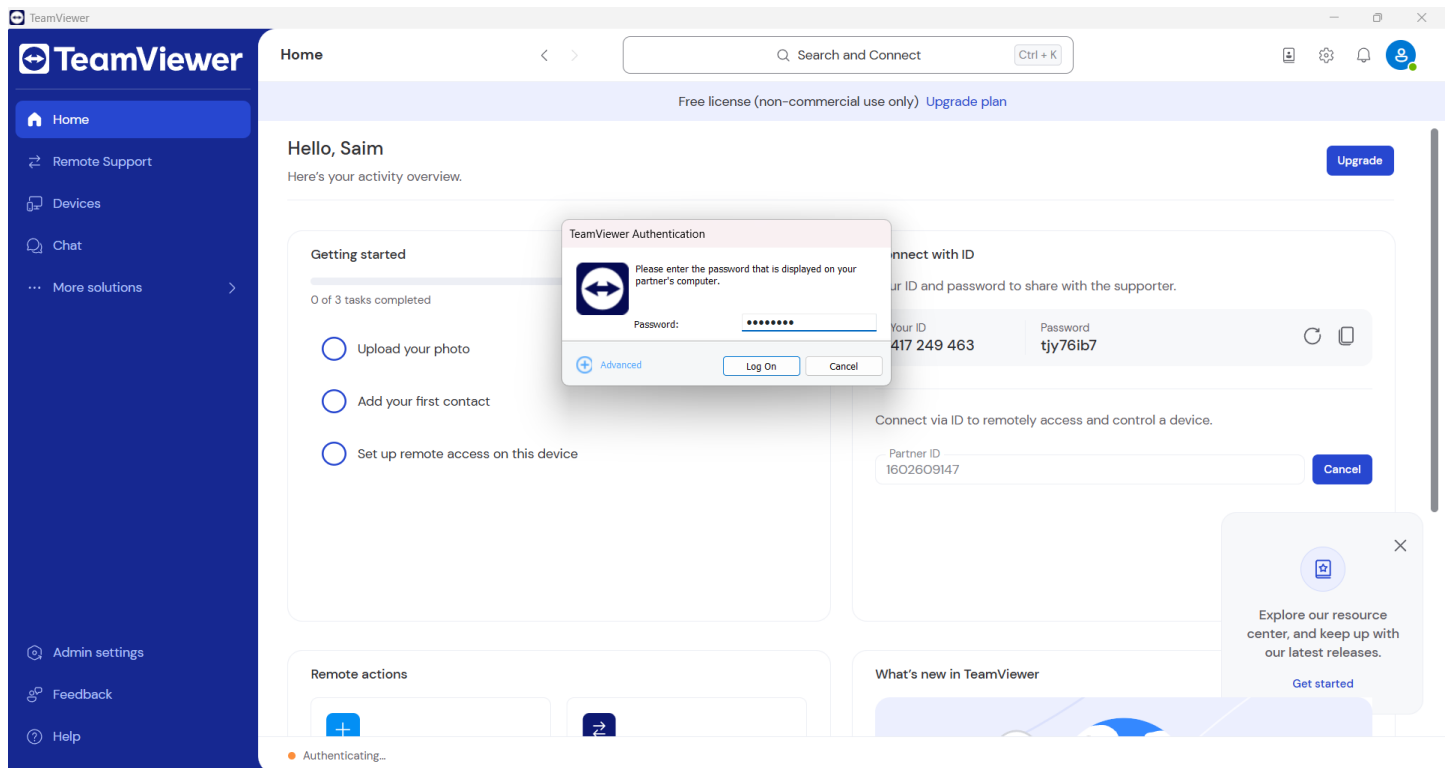 TeamViewer
TeamViewer
Home
Remote Support
Devices
Chat
More solutions
Admin settings
Feedback
Help
Home
Search and Connect
Ctrl + K
Free license (non-commercial use only) Upgrade plan
Hello, Saim
Here's your activity overview.
Upgrade
Getting started
0 of 3 tasks completed
Upload your photo
Add your first contact
Set up remote access on this device
TeamViewer Authentication
Please enter the password that is displayed on your
partner's computer.
Password:
••••••••
Advanced
Log On
Cancel
nnect with ID
ur ID and password to share with the supporter.
Your ID
417 249 463
Password
tjy76ib7
Connect via ID to remotely access and control a device.
Partner ID
1602609147
Cancel
Explore our resource
center, and keep up with
our latest releases.
Get started
Remote actions
What's new in TeamViewer
Authenticating...